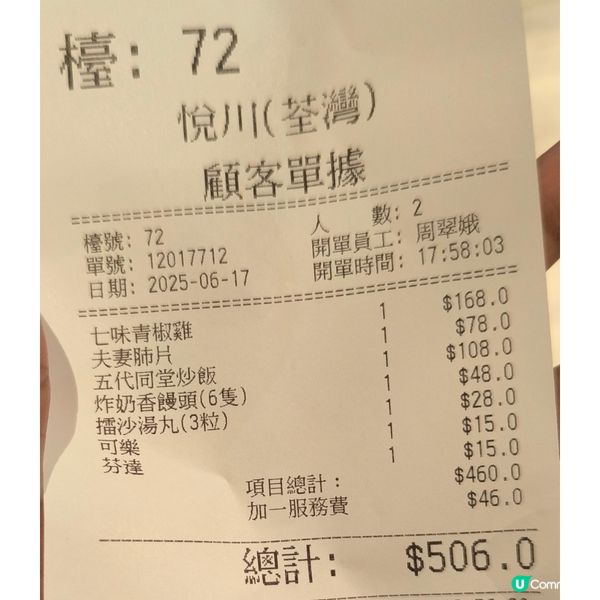 檯: 72
悅川(荃灣)
顧客單據
檯號: 72 人 數: 2
單號: 12017712 開單員工: 周翠娥
日期: 2025-06-17 開單時間: 17:58:03
七味青椒雞 1 $168.0
夫妻肺片 1 $78.0
五代同堂炒飯 1 $108.0
炸奶香饅頭(6隻) 1 $48.0
擂沙湯丸(3粒) 1 $28.0
可樂 1 $15.0
芬達 1 $15.0
項目總計: $460.0
加一服務費 $46.0
總計: $506.0
U Comm